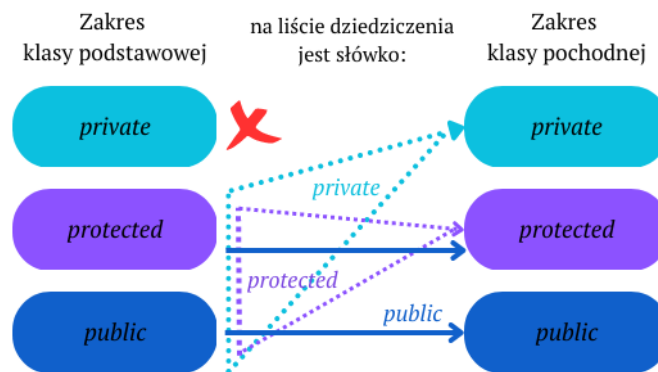 Zakres
klasy podstawowej
na liście dziedziczenia
jest słówko:
Zakres
klasy pochodnej
private
private
private
protected
protected
protected
public
public
public